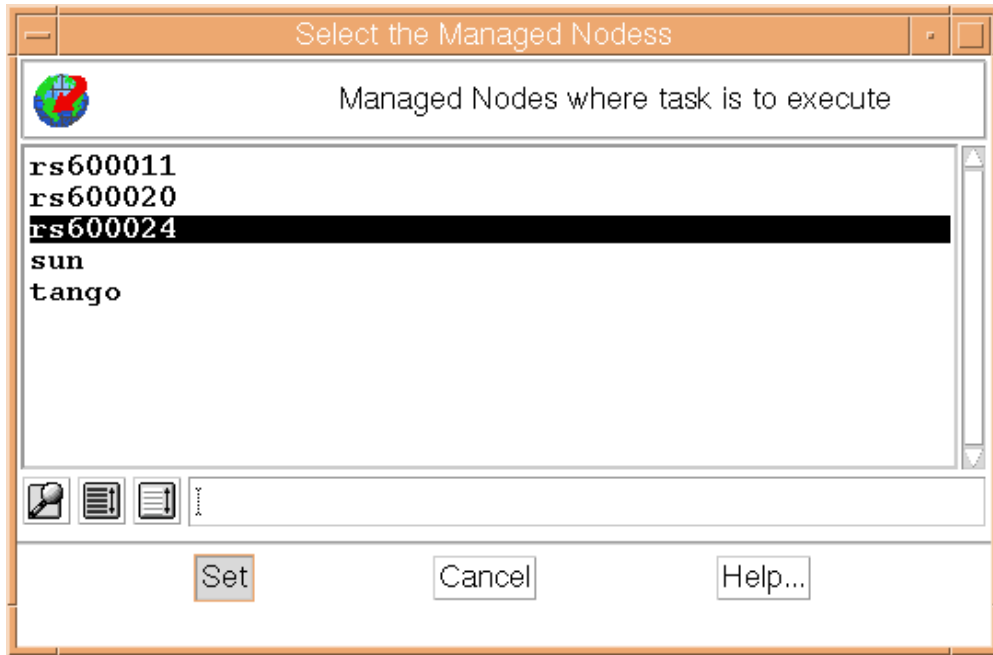 Select the Managed Nodess
Managed Nodes where task is to execute
rs600011
rs600020
rs600024
sun
tango
Set Cancel Help...